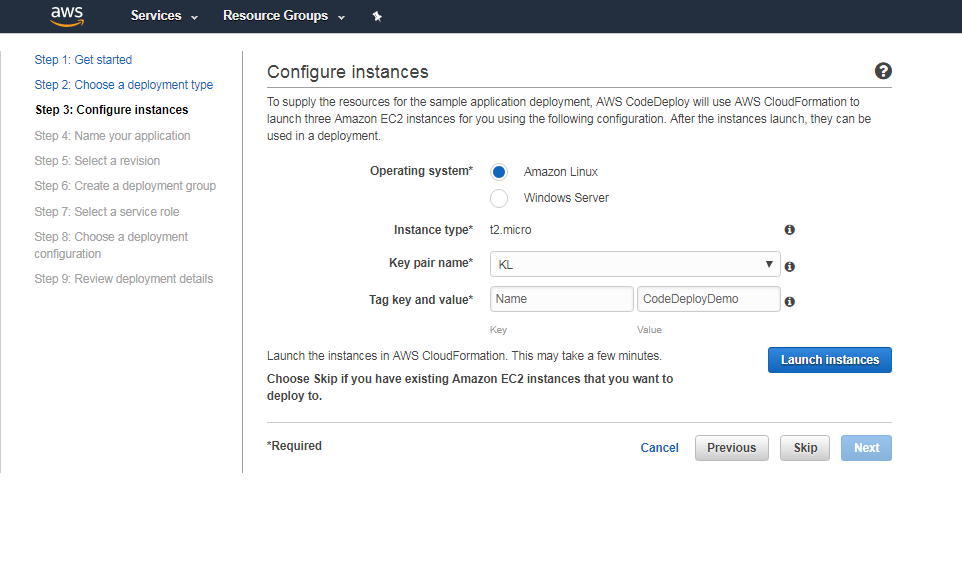 aws Services Resource Groups
Step 1: Get started
Step 2: Choose a deployment type
Step 3: Configure instances
Step 4: Name your application
Step 5: Select a revision
Step 6: Create a deployment group
Step 7: Select a service role
Step 8: Choose a deployment
configuration
Step 9: Review deployment details
Configure instances
?
To supply the resources for the sample application deployment, AWS CodeDeploy will use AWS CloudFormation to
launch three Amazon EC2 instances for you using the following configuration. After the instances launch, they can be
used in a deployment.
Operating system* Amazon Linux
Windows Server
Instance type* t2.micro i
Key pair name* KL i
Tag key and value* Name CodeDeployDemo i
Key Value
Launch the instances in AWS CloudFormation. This may take a few minutes.
Launch instances
Choose Skip if you have existing Amazon EC2 instances that you want to
deploy to.
*Required Cancel Previous Skip Next